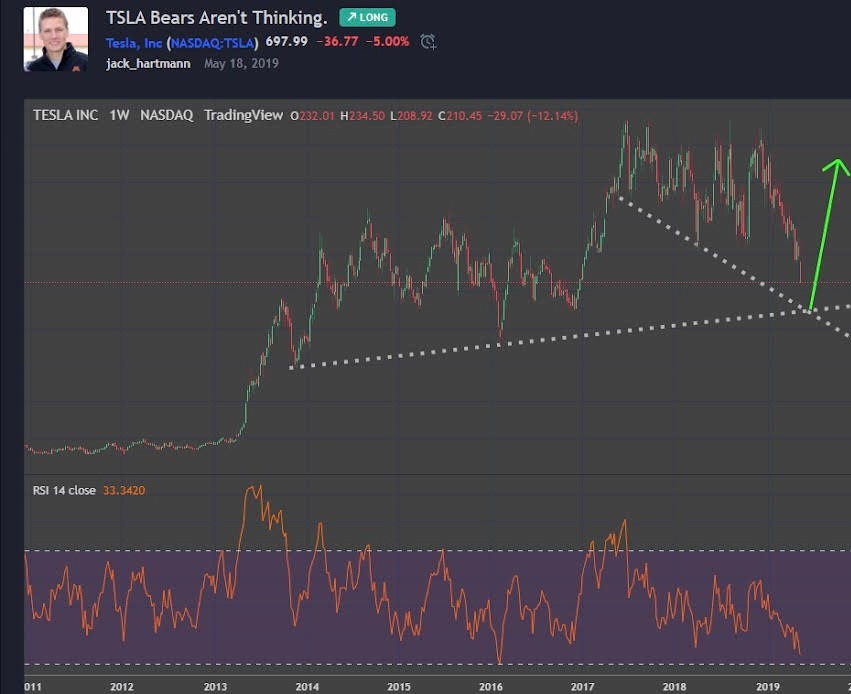 TSLA Bears Aren't Thinking. LONG
Tesla, Inc (NASDAQ:TSLA) 697.99 −36.77 −5.00%
jack_hartmann May 18, 2019
TESLA INC 1W NASDAQ TradingView O232.01 H234.50 L208.92 C210.45 −29.07 (−12.14%)
RSI 14 close 33.3420
011 2012 2013 2014 2015 2016 2017 2018 2019 2